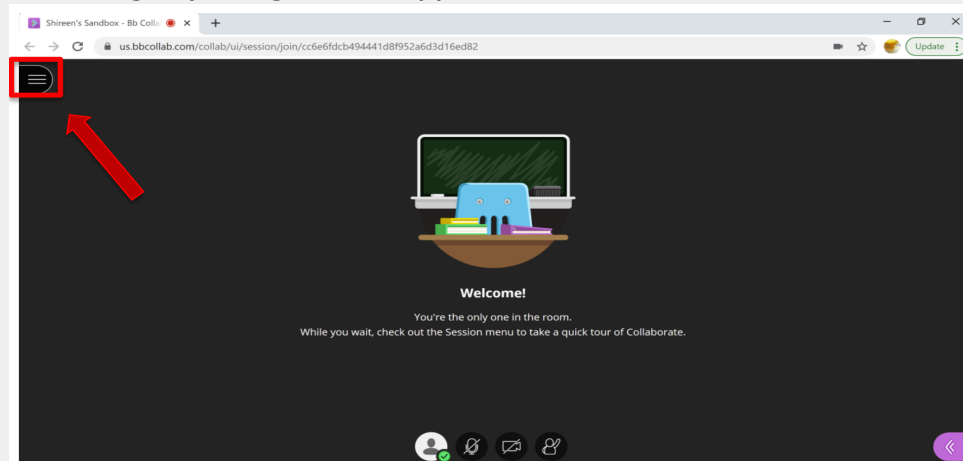 Shireen's Sandbox - Bb Colla
us.bbcollab.com/collab/ui/session/join/cc6e6fdcb494441d8f952a6d3d16ed82
Update
Welcome!
You're the only one in the room.
While you wait, check out the Session menu to take a quick tour of Collaborate.